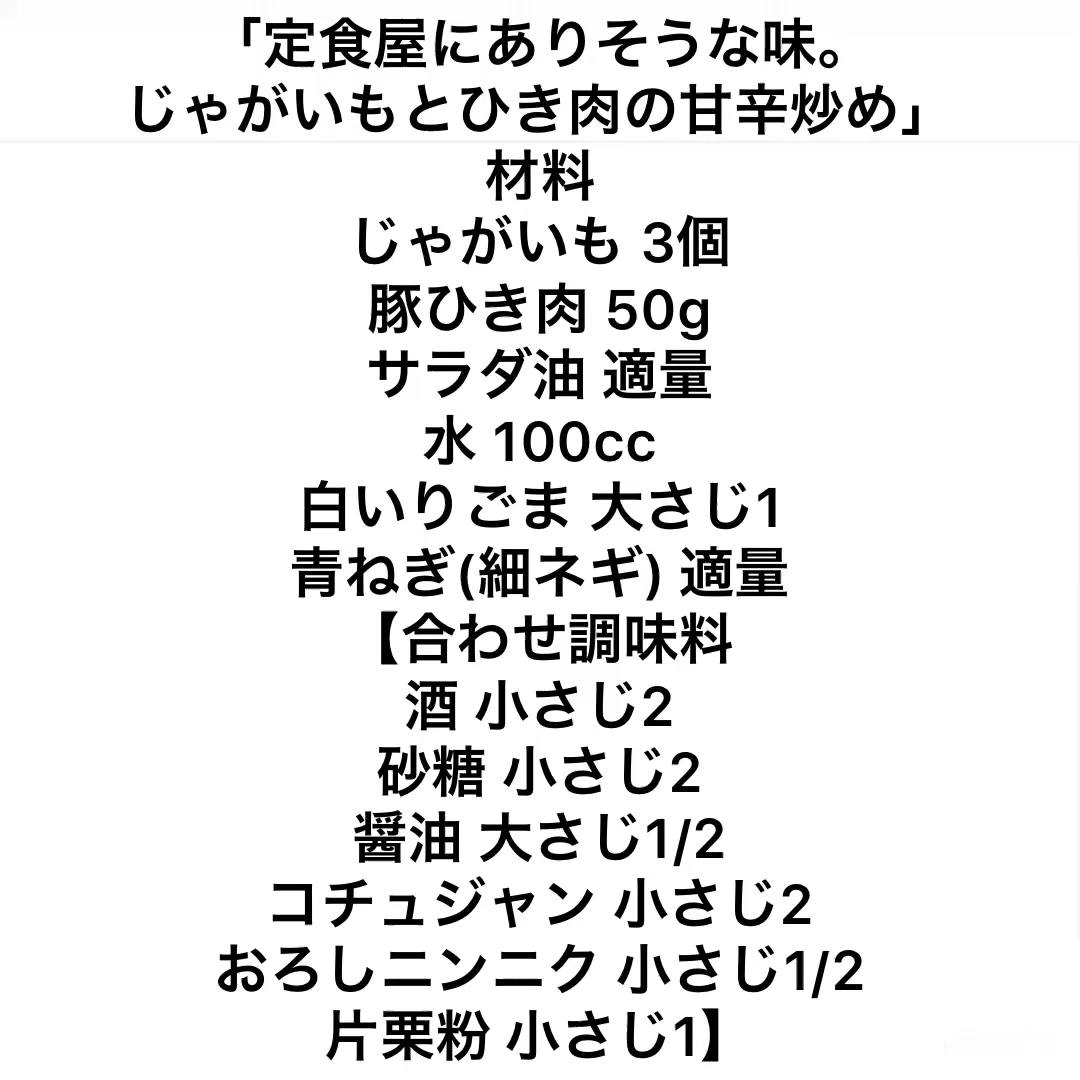 「定食屋にありそうな味。
じゃがいもとひき肉の甘辛炒め」
材料
じゃがいも 3個
豚ひき肉 50g
サラダ油 適量
水 100cc
白いりごま 大さじ1
青ねぎ(細ネギ) 適量
【合わせ調味料
酒 小さじ2
砂糖 小さじ2
醤油 大さじ1/2
コチュジャン 小さじ2
おろしニンニク 小さじ1/2
片栗粉 小さじ1】